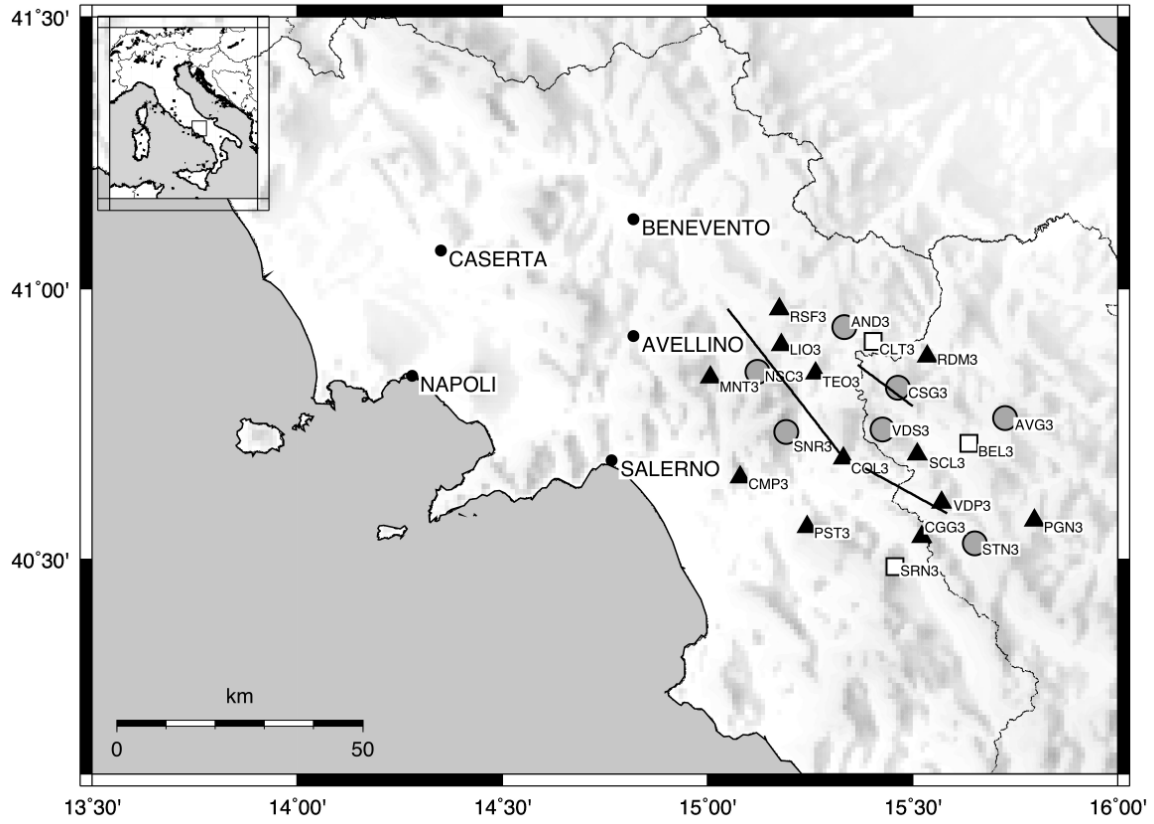 41˚30'
BENEVENTO
CASERTA
41˚00'
RSF3
AND3
AVELLINO
LIO3
CLT3
RDM3
NAPOLI
MNT3
NSC3
TEO3
CSG3
AVG3
SNR3
VDS3
BEL3
SALERNO
COL3
SCL3
CMP3
VDP3
PST3
CGG3
PGN3
STN3
40˚30'
SRN3
km
0
50
13˚30'
14˚00'
14˚30'
15˚00'
15˚30'
16˚00'